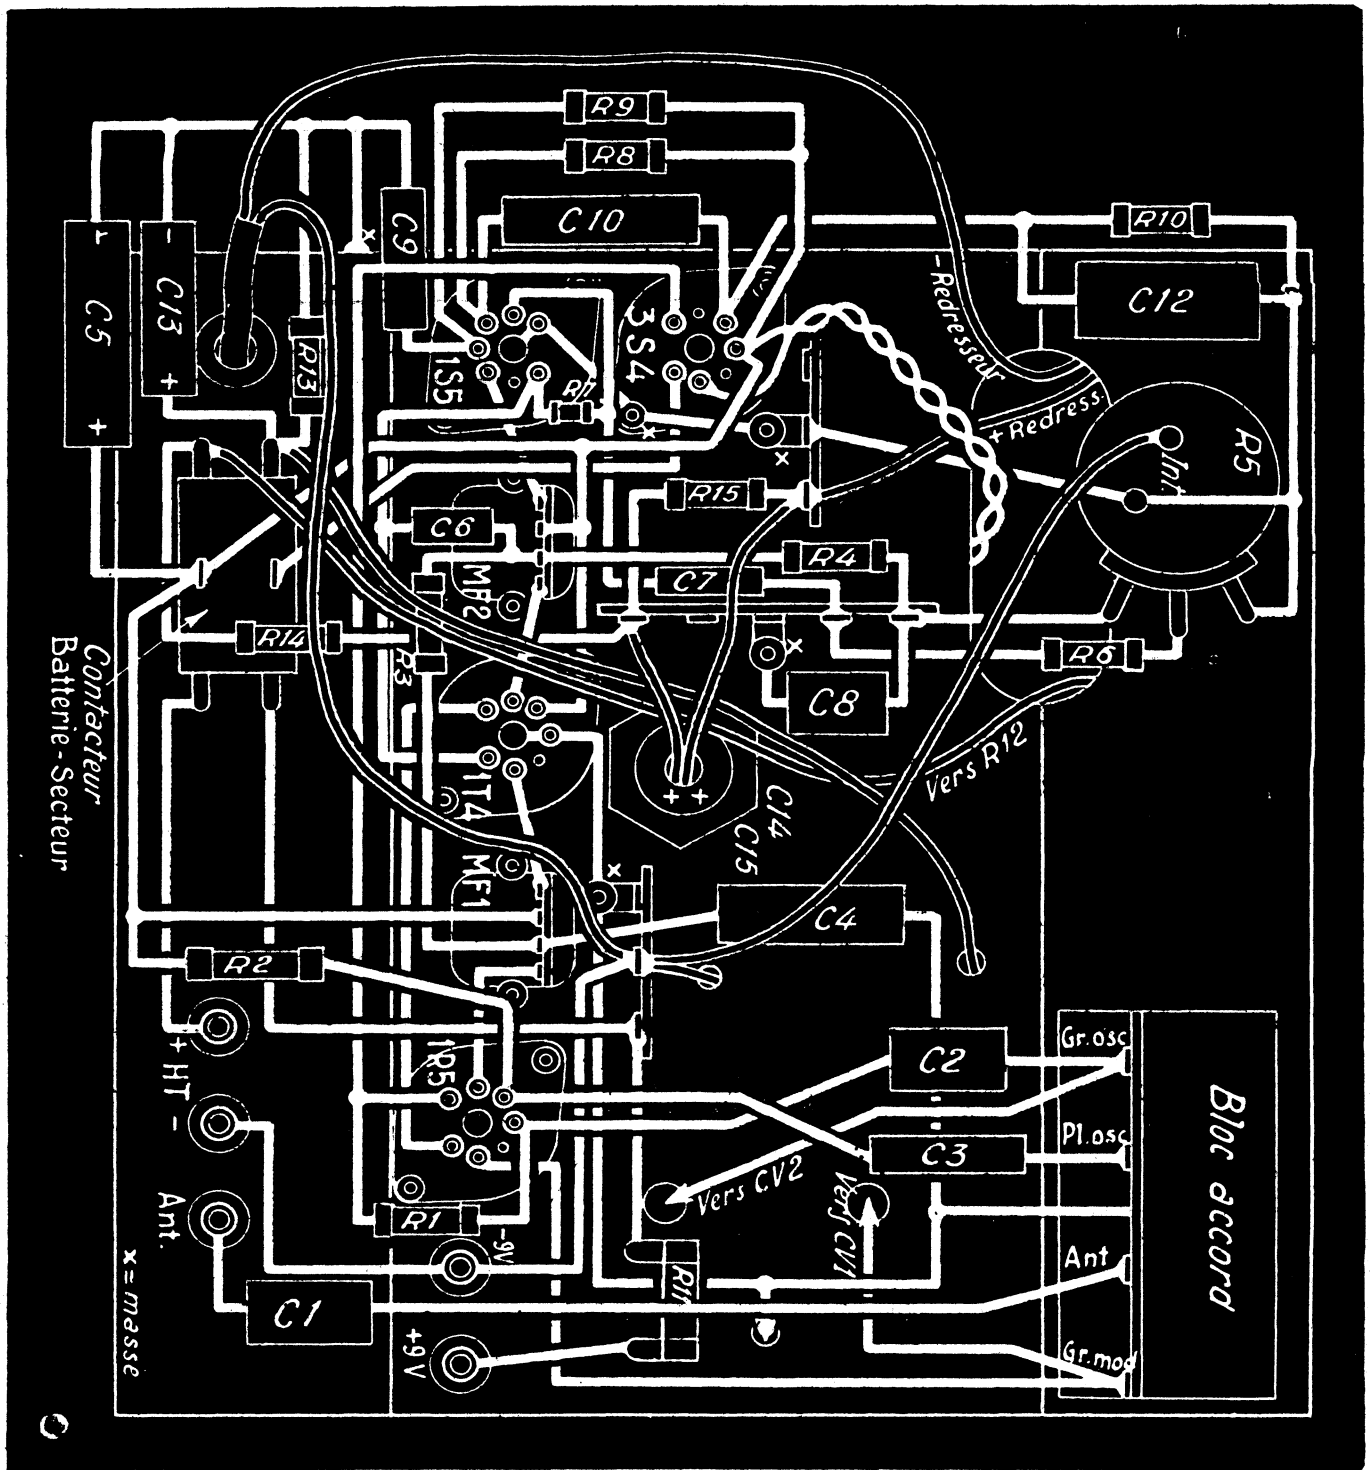 R9
R8
C10
C9
- Redresseur
R10
C12
C5
C13
R13
1S5
3S4
+ Redress.
R5
Int.
R15
C6
R4
C7
MF2
R14
R3
R6
C8
Contacteur
Batterie-Secteur
1T4
Vers R12
C14
C15
MF1
C4
R2
+ HT -
1R5
C2
Gr.osc
C3
Pl.osc
Bloc accord
Vers CV2
Vers CV1
Ant.
R1
-9V
Ant
R11
C1
+9V
Gr.mod
x = masse